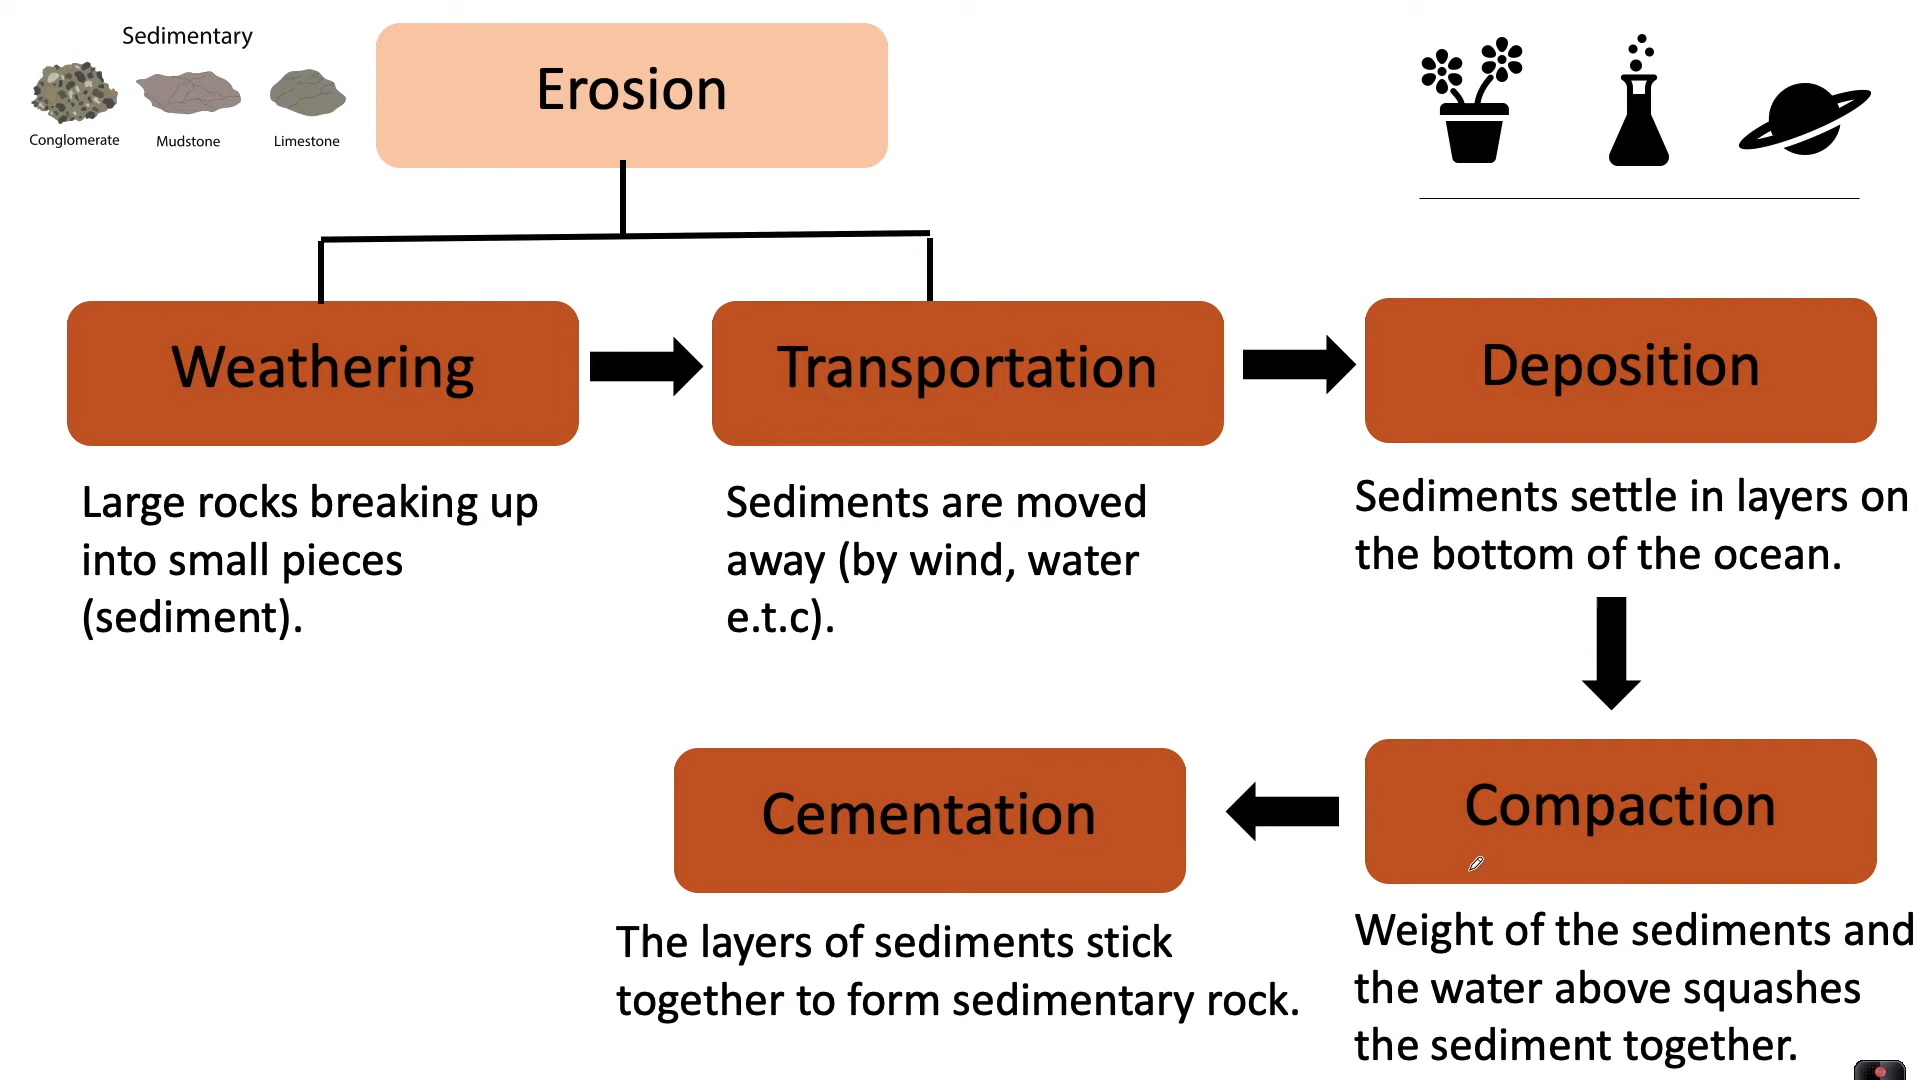 Sedimentary
Conglomerate
Mudstone
Limestone
Erosion
Weathering
Transportation
Deposition
Large rocks breaking up
into small pieces
(sediment).
Sediments are moved
away (by wind, water
e.t.c).
Sediments settle in layers on
the bottom of the ocean.
Cementation
Compaction
The layers of sediments stick
together to form sedimentary rock.
Weight of the sediments and
the water above squashes
the sediment together.